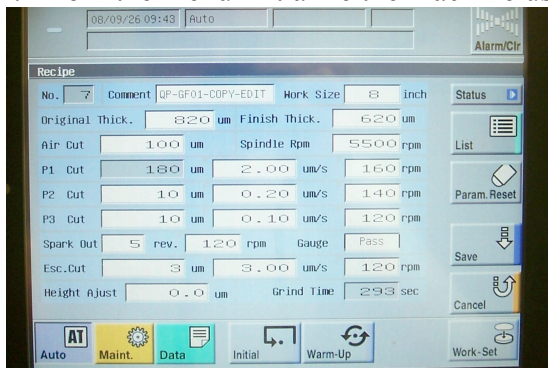 08/09/26 09:43 Auto
Alarm/Clr
Recipe
No. 7 Comment QP-GF01-COPY-EDIT Work Size 8 inch
Status
Original Thick. 820 um Finish Thick. 620 um
Air Cut 100 um Spindle Rpm 5500 rpm
List
P1 Cut 180 um 2.00 um/s 160 rpm
P2 Cut 10 um 0.20 um/s 140 rpm
Param.Reset
P3 Cut 10 um 0.10 um/s 120 rpm
Spark Out 5 rev. 120 rpm Gauge Pass
Save
Esc.Cut 3 um 3.00 um/s 120 rpm
Height Ajust 0.0 um Grind Time 293 sec
Cancel
AT
Auto Maint. Data Initial Warm-Up Work-Set